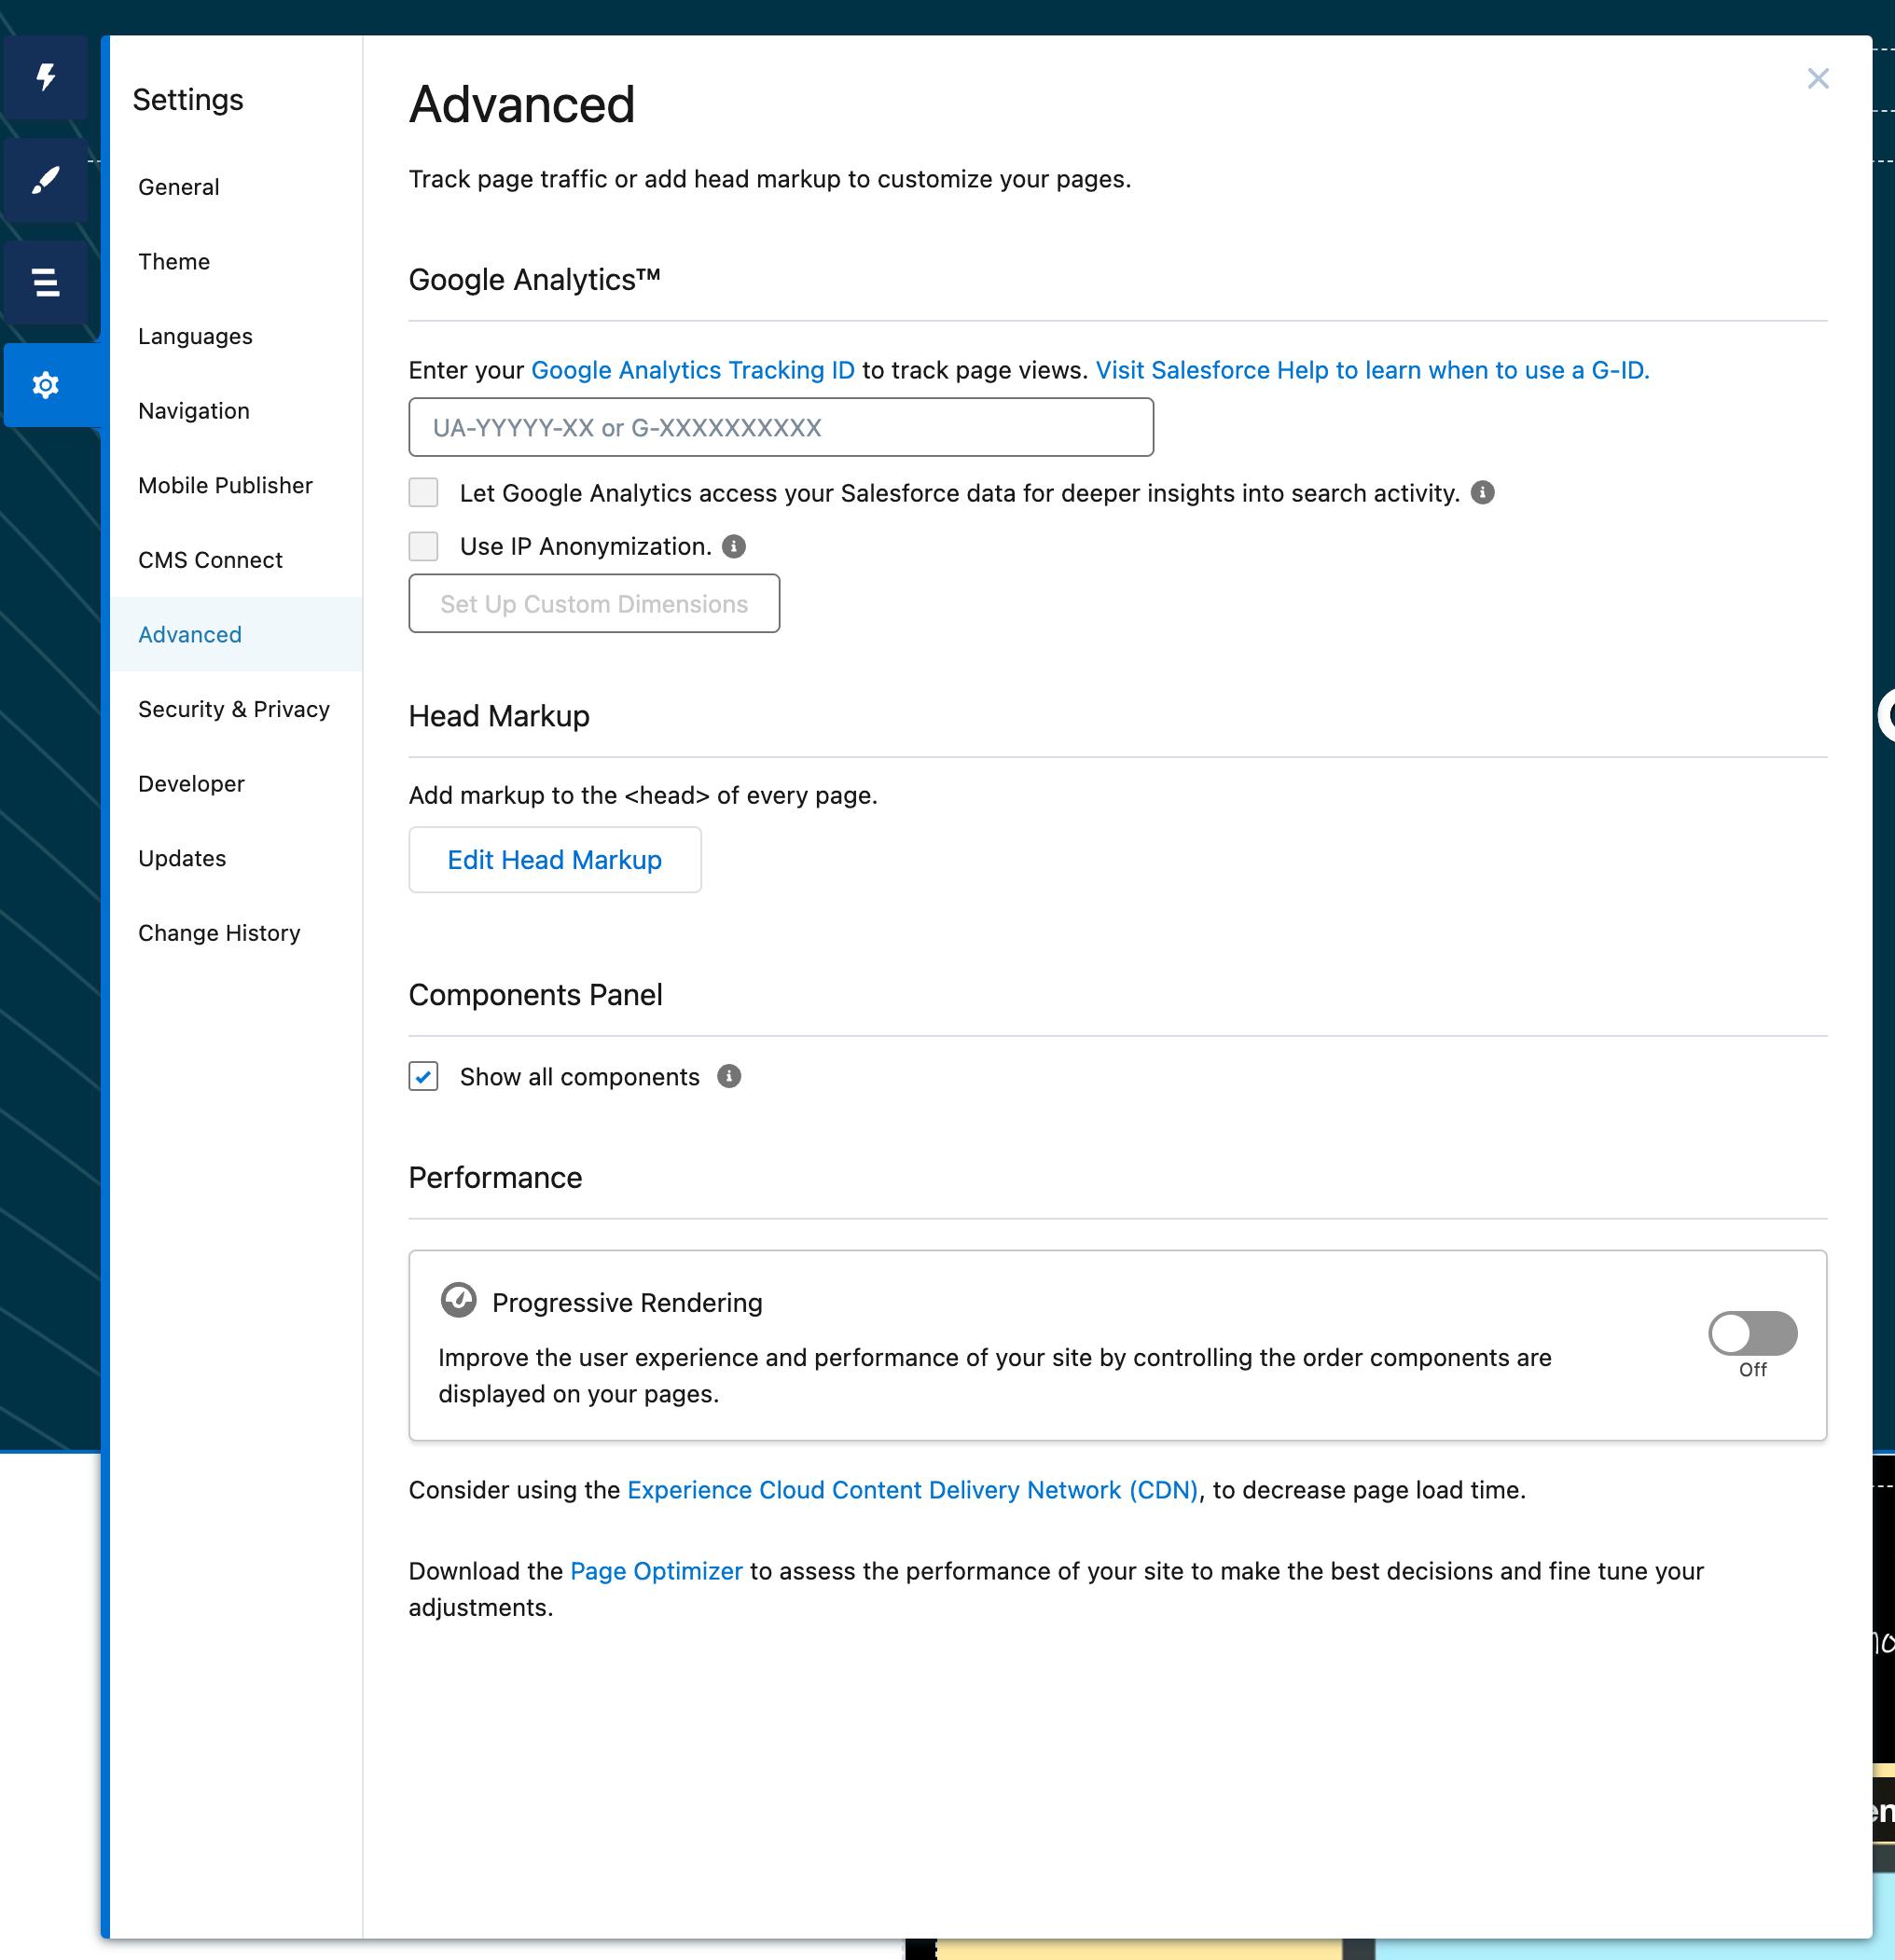 Settings
General
Theme
Languages
Navigation
Mobile Publisher
CMS Connect
Advanced
Security & Privacy
Developer
Updates
Change History
Advanced
Track page traffic or add head markup to customize your pages.
Google Analytics™
Enter your Google Analytics Tracking ID to track page views. Visit Salesforce Help to learn when to use a G-ID.
UA-YYYYY-XX or G-XXXXXXXXXX
Let Google Analytics access your Salesforce data for deeper insights into search activity.
Use IP Anonymization.
Set Up Custom Dimensions
Head Markup
Add markup to the <head> of every page.
Edit Head Markup
Components Panel
Show all components
Performance
Progressive Rendering
Improve the user experience and performance of your site by controlling the order components are
displayed on your pages.
Off
Consider using the Experience Cloud Content Delivery Network (CDN), to decrease page load time.
Download the Page Optimizer to assess the performance of your site to make the best decisions and fine tune your
adjustments.